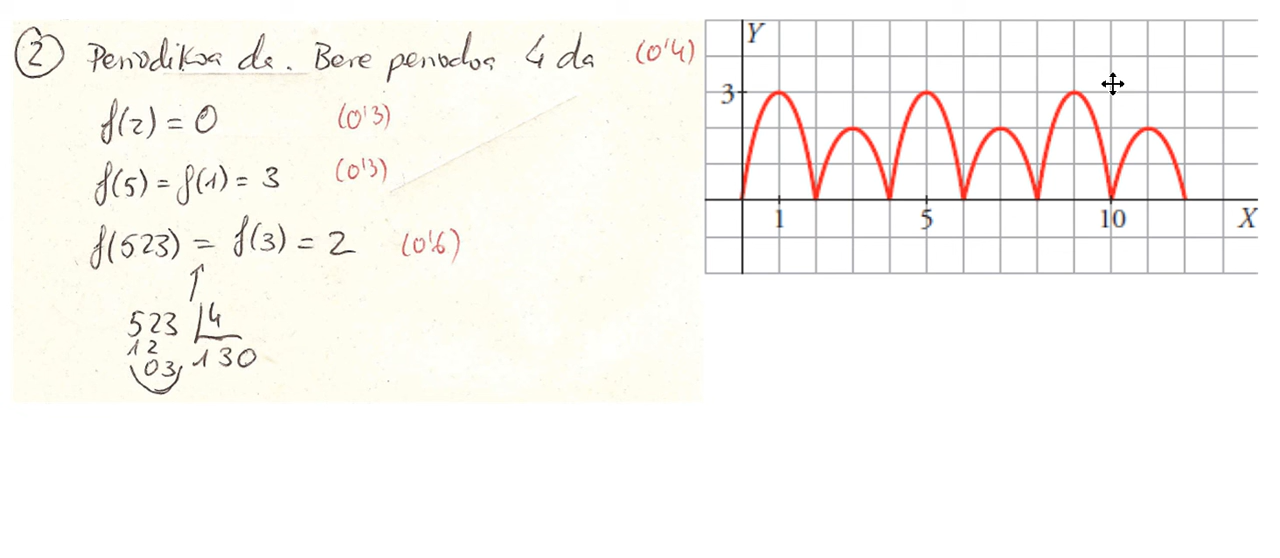 2 Periodikoa da. Bere periodoa 4 da (0'4)
f(2) = 0 (0'3)
f(5) = f(1) = 3 (0'3)
f(523) = f(3) = 2 (0'6)
↑
523 4
12
03 130
Y
3
1 5 10 X